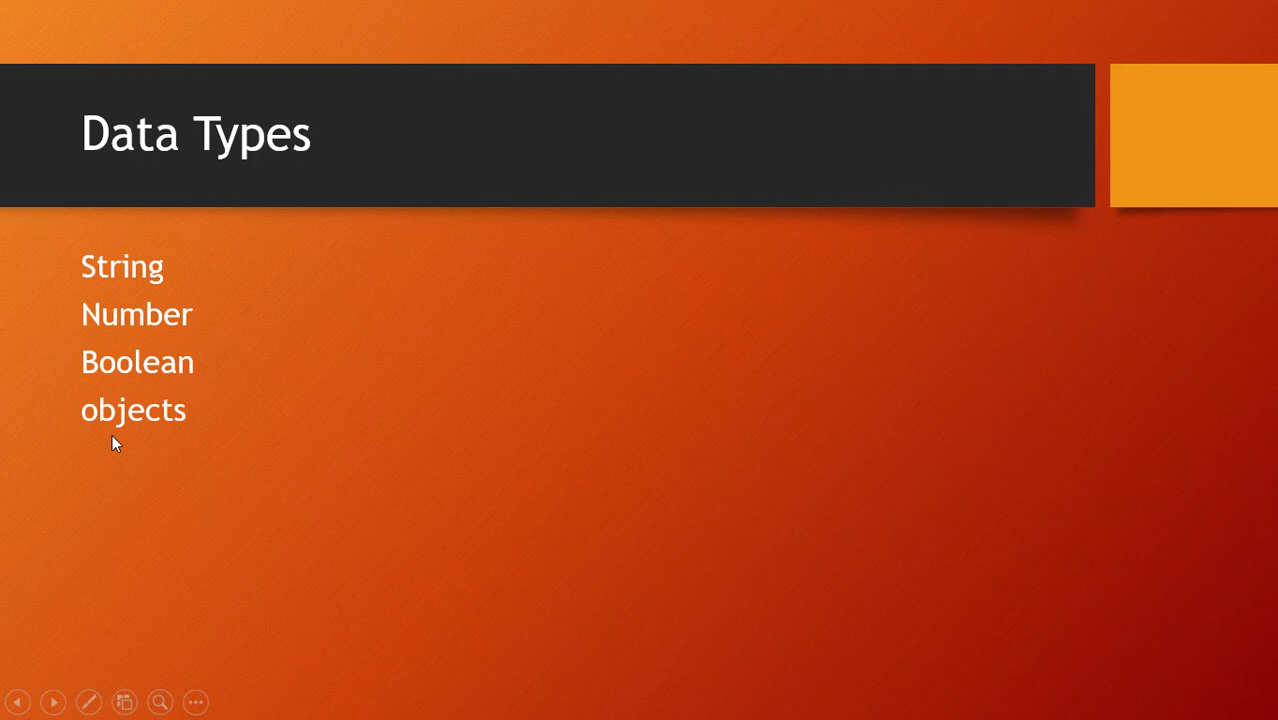 Data Types
String
Number
Boolean
objects